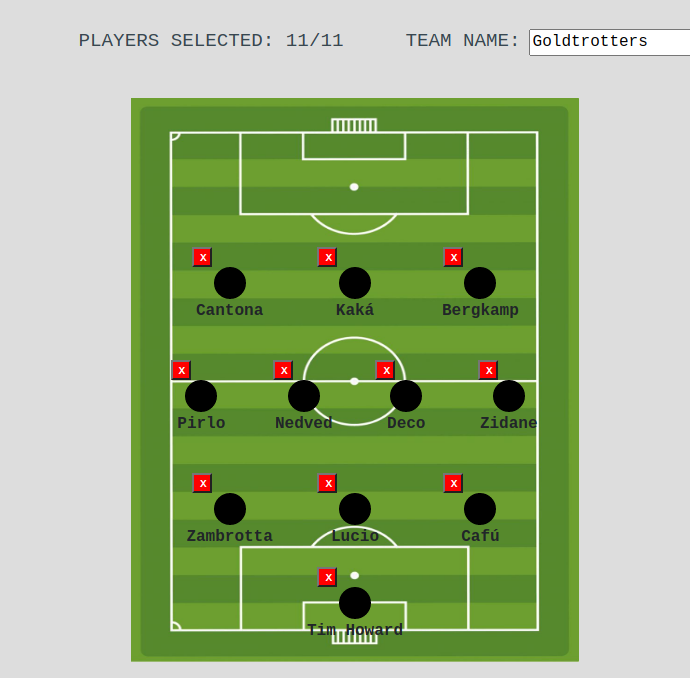 PLAYERS SELECTED: 11/11 TEAM NAME: Goldtrotters
x x x
Cantona Kaká Bergkamp
x x x x
Pirlo Nedved Deco Zidane
x x x
Zambrotta Lucio Cafú
x
Tim Howard